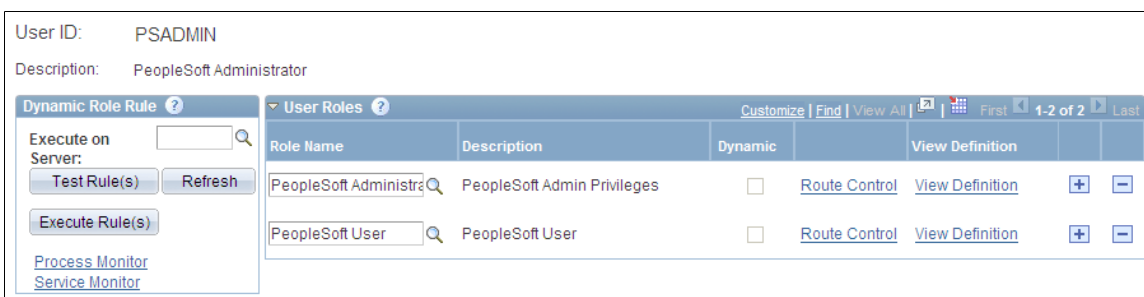 User ID: PSADMIN
Description: PeopleSoft Administrator
Dynamic Role Rule ?
Execute on Server:
Test Rule(s) Refresh
Execute Rule(s)
Process Monitor
Service Monitor
User Roles ? Customize | Find | View All | | First 1-2 of 2 Last
Role Name Description Dynamic View Definition
PeopleSoft Administra PeopleSoft Admin Privileges Route Control View Definition + -
PeopleSoft User PeopleSoft User Route Control View Definition + -